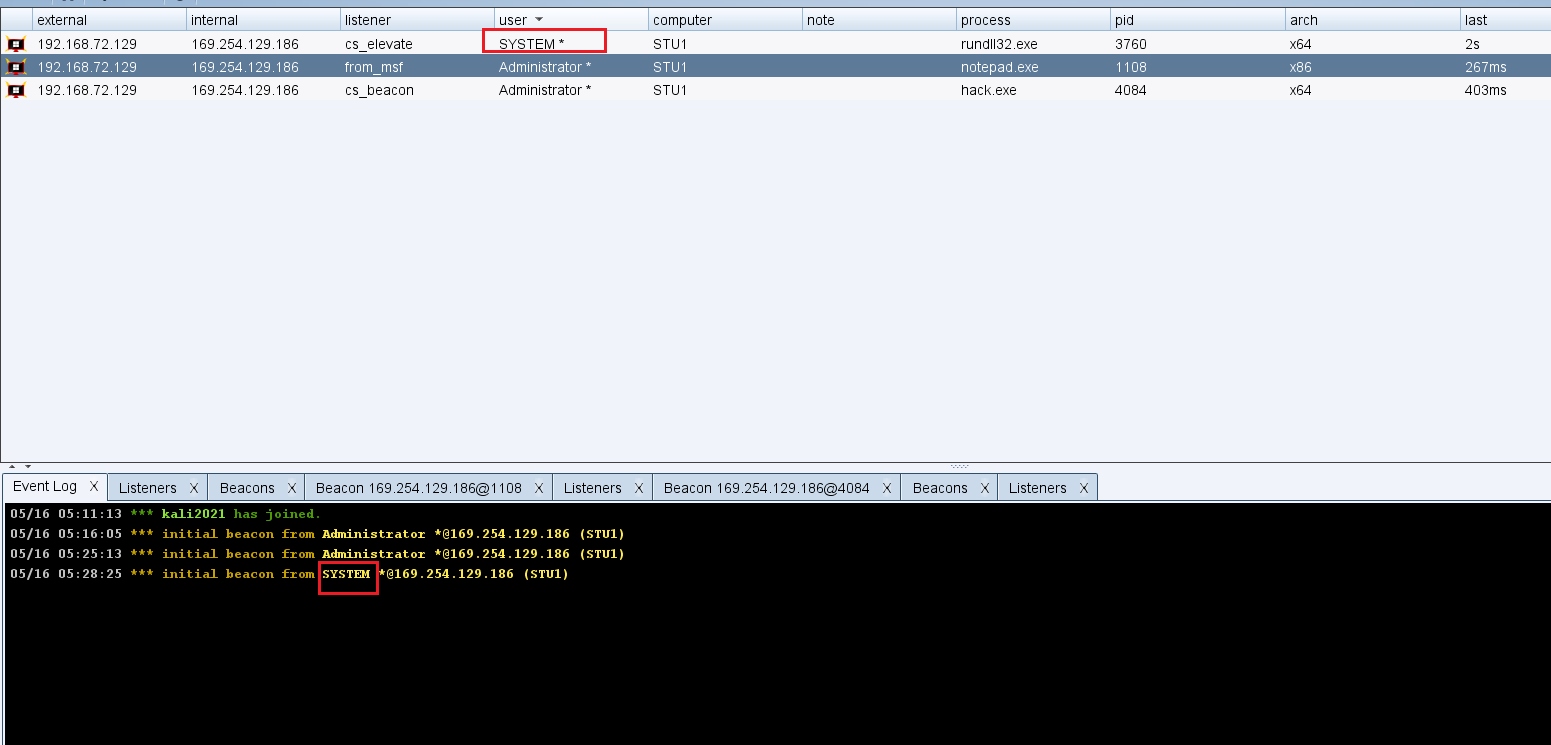 external internal listener user computer note process pid arch last
192.168.72.129 169.254.129.186 cs_elevate SYSTEM * STU1 rundll32.exe 3760 x64 2s
192.168.72.129 169.254.129.186 from_msf Administrator * STU1 notepad.exe 1108 x86 267ms
192.168.72.129 169.254.129.186 cs_beacon Administrator * STU1 hack.exe 4084 x64 403ms
Event Log X Listeners X Beacons X Beacon 169.254.129.186@1108 X Listeners X Beacon 169.254.129.186@4084 X Beacons X Listeners X
05/16 05:11:13 *** kali2021 has joined.
05/16 05:16:05 *** initial beacon from Administrator *@169.254.129.186 (STU1)
05/16 05:25:13 *** initial beacon from Administrator *@169.254.129.186 (STU1)
05/16 05:28:25 *** initial beacon from SYSTEM *@169.254.129.186 (STU1)